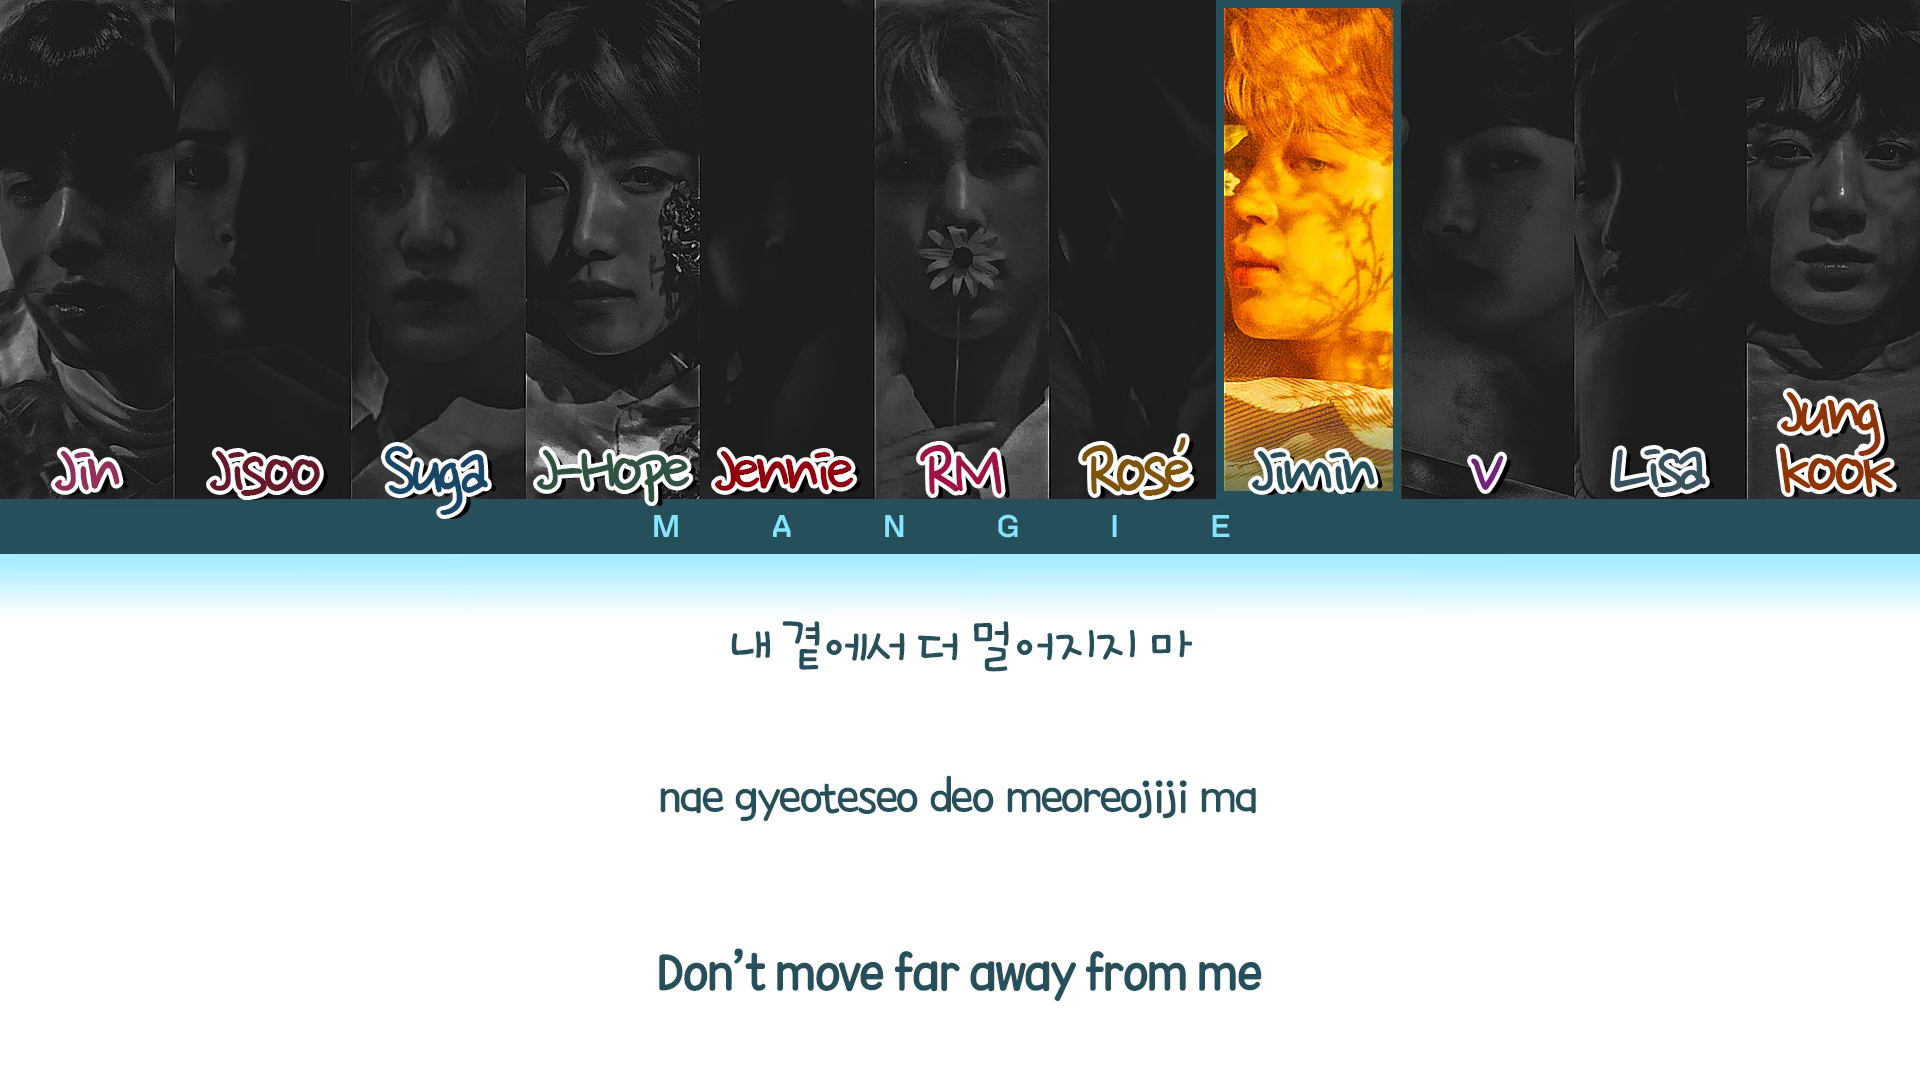 Jin Jisoo Suga J-Hope Jennie RM Rosé Jimin V Lisa Jung kook
M A N G I E
내 곁에서 더 멀어지지 마
nae gyeoteseo deo meoreojiji ma
Don't move far away from me